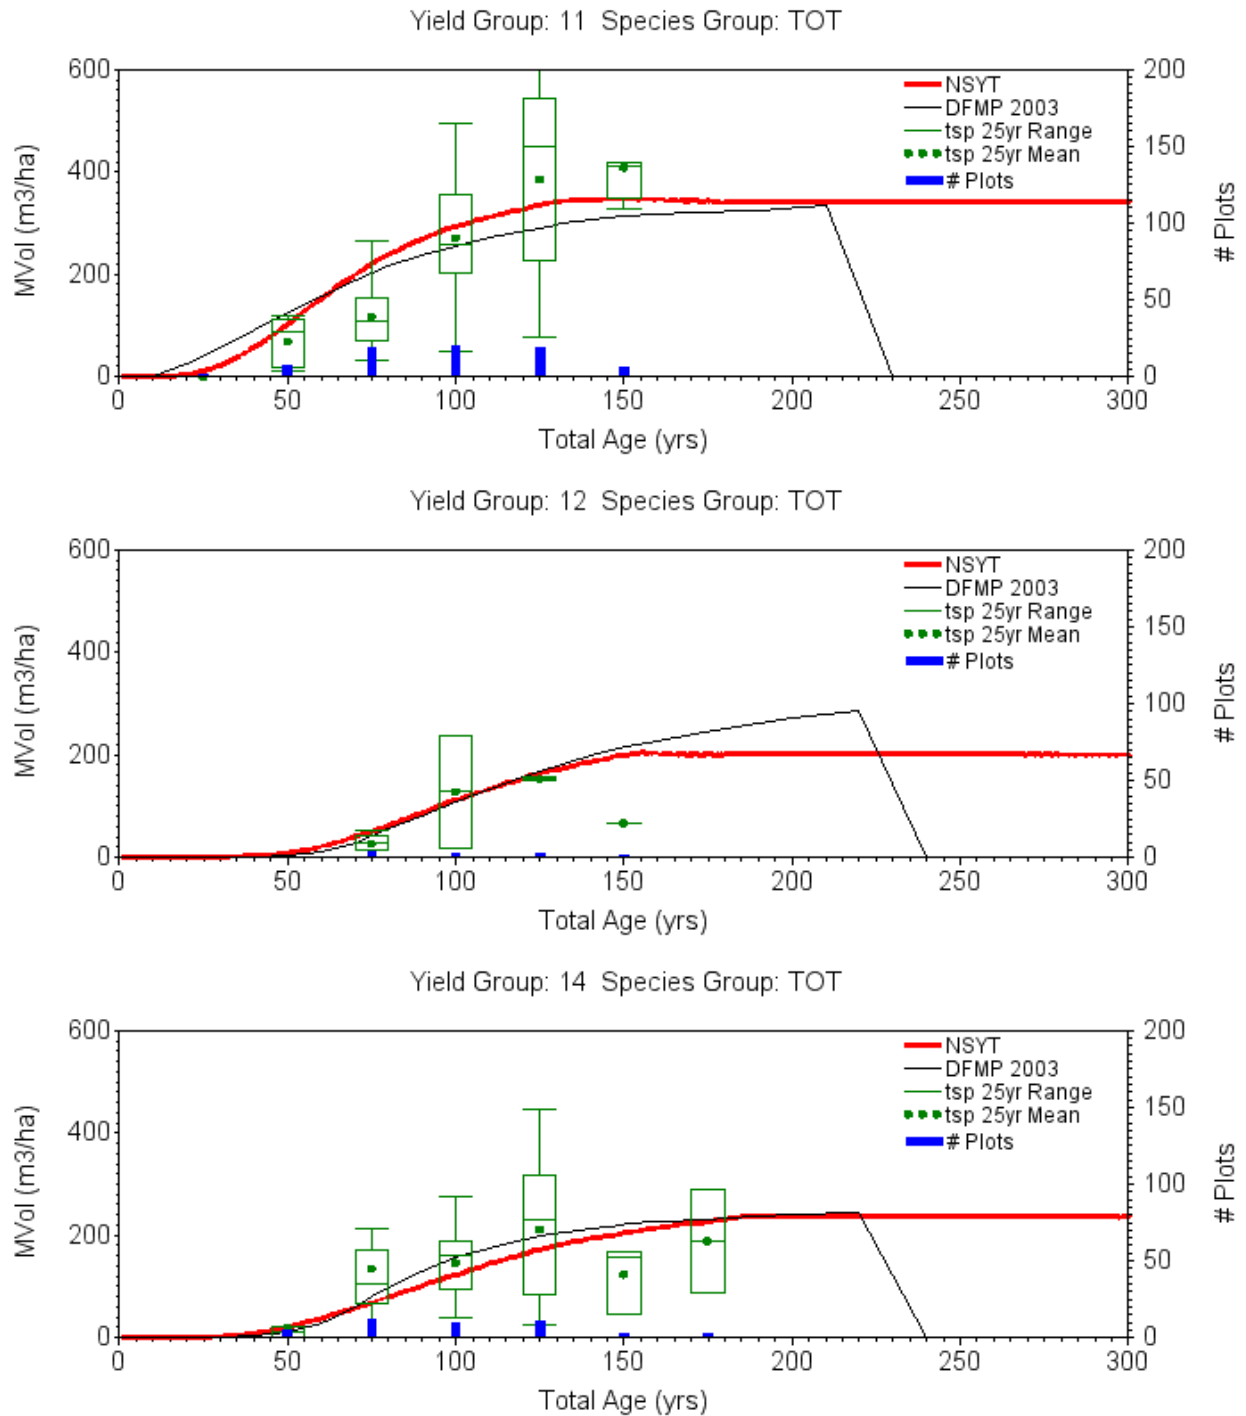 Yield Group: 11 Species Group: TOT
600 200
NSYT
DFMP 2003
tsp 25yr Range
tsp 25yr Mean
# Plots
400 150
100
200
50
0 0
MVol (m3/ha)
# Plots
0 50 100 150 200 250 300
Total Age (yrs)
Yield Group: 12 Species Group: TOT
600 200
NSYT
DFMP 2003
tsp 25yr Range
tsp 25yr Mean
# Plots
400 150
100
200
50
0 0
MVol (m3/ha)
# Plots
0 50 100 150 200 250 300
Total Age (yrs)
Yield Group: 14 Species Group: TOT
600 200
NSYT
DFMP 2003
tsp 25yr Range
tsp 25yr Mean
# Plots
400 150
100
200
50
0 0
MVol (m3/ha)
# Plots
0 50 100 150 200 250 300
Total Age (yrs)